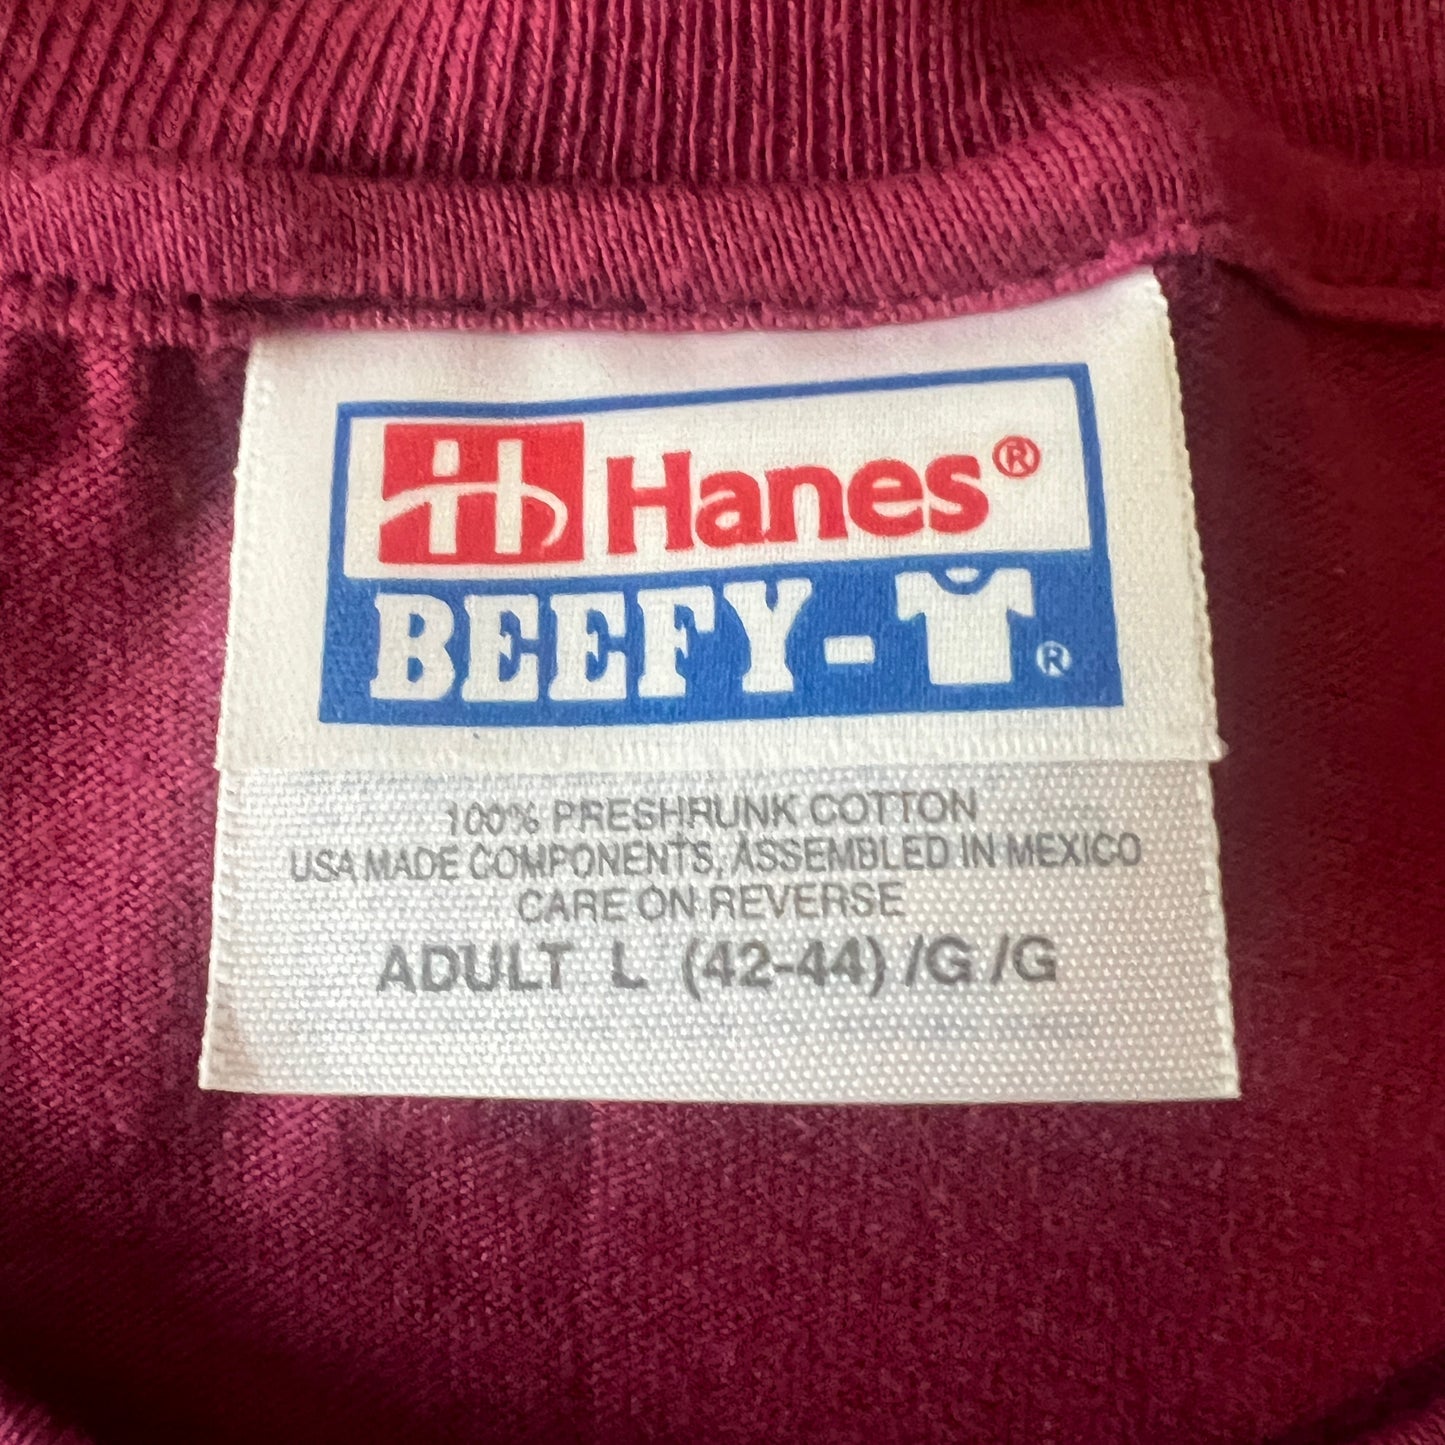 Hanes®
BEEFY-T®
100% PRESHRUNK COTTON
USA MADE COMPONENTS, ASSEMBLED IN MEXICO
CARE ON REVERSE
ADULT L (42-44) /G /G